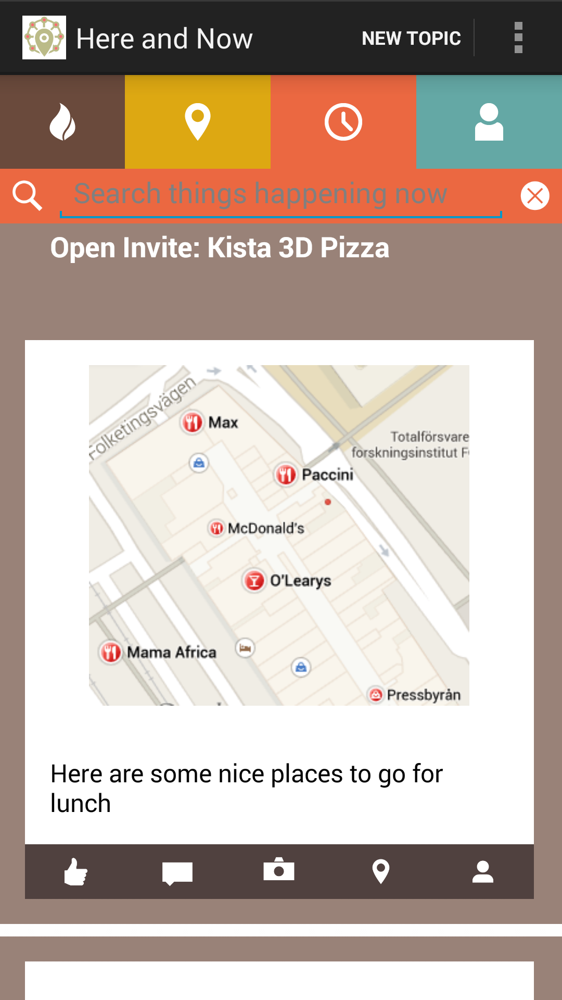 Here and Now
NEW TOPIC
Search things happening now
Open Invite: Kista 3D Pizza
Folketingsvägen
Max
Totalförsvare
forskningsinstitut F
Paccini
McDonald's
O'Learys
Mama Africa
Pressbyrån
Here are some nice places to go for
lunch